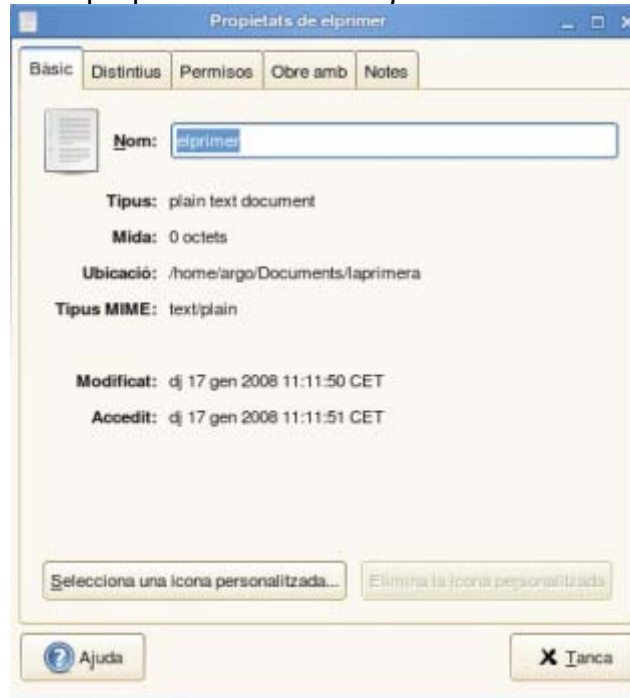 Propietats de elprimer
Bàsic Distintius Permisos Obre amb Notes
Nom: elprimer
Tipus: plain text document
Mida: 0 octets
Ubicació: /home/argo/Documents/laprimera
Tipus MIME: text/plain
Modificat: dj 17 gen 2008 11:11:50 CET
Accedit: dj 17 gen 2008 11:11:51 CET
Selecciona una icona personalitzada... Elimina la icona personalitzada
Ajuda Tanca